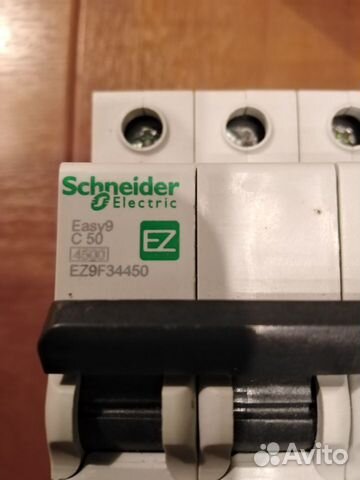 Schneider
Electric
Easy9
C 50
4500
EZ9F34450
EZ
Avito